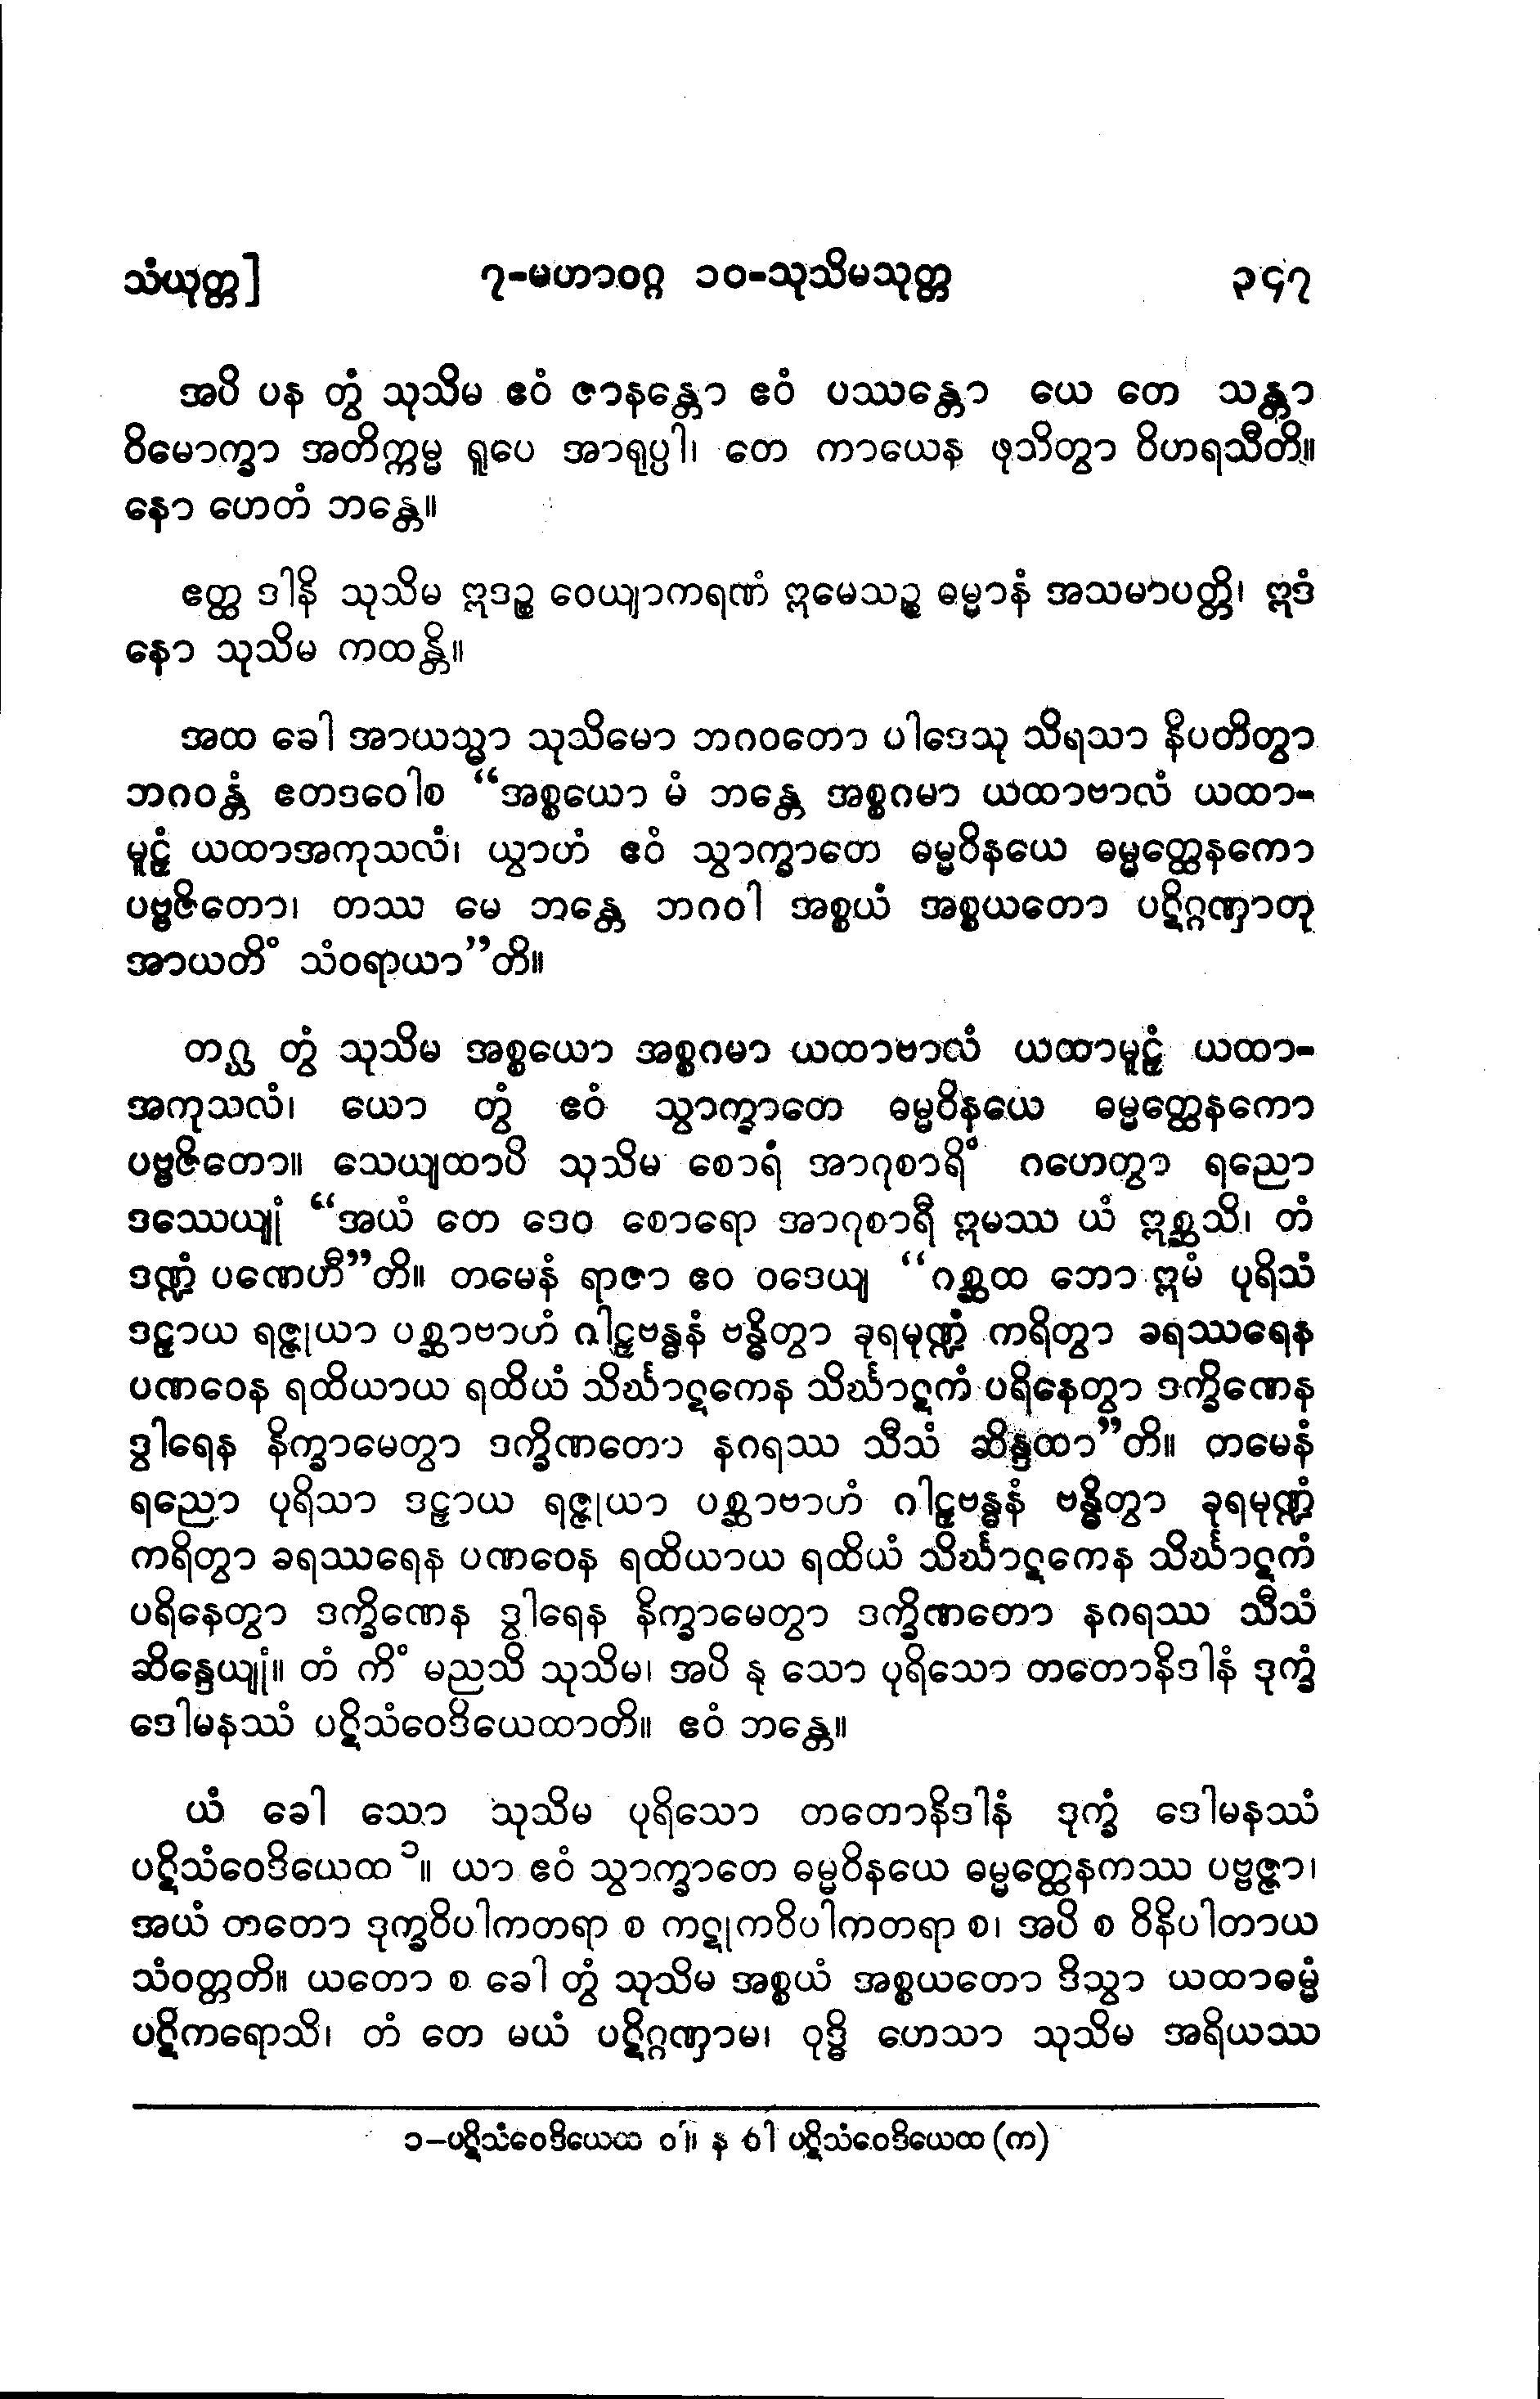 သံယုတ္တ] ၇-မဟာဝဂ္ဂ ၁၀-သုသိမသုတ္တ ၃၄၇
အပိ ပန တွံ သုသိမ ဧဝံ ဇာနန္တော ဧဝံ ပဿန္တော ယေ တေ သန္တာ
ဝိမောက္ခာ အတိက္ကမ္မ ရူပေ အာရုပ္ပါ၊ တေ ကာယေန ဖုသိတွာ ဝိဟရသီတိ။
နော ဟေတံ ဘန္တေ။
ဧတ္ထ ဒါနိ သုသိမ ဣဒဉ္စ ဝေယျာကရဏံ ဣမေသဉ္စ ဓမ္မာနံ အသမာပတ္တိ၊ ဣဒံ
နော သုသိမ ကထန္တိ။
အထ ခေါ အာယသ္မာ သုသိမော ဘဂဝတော ပါဒေသု သိရသာ နိပတိတွာ
ဘဂဝန္တံ ဧတဒဝေါစ “အစ္စယော မံ ဘန္တေ အစ္စဂမာ ယထာဗာလံ ယထာ-
မူဠှံ ယထာအကုသလံ၊ ယွာဟံ ဧဝံ သွာက္ခာတေ ဓမ္မဝိနယေ ဓမ္မတ္ထေနကော
ပဗ္ဗဇိတော၊ တဿ မေ ဘန္တေ ဘဂဝါ အစ္စယံ အစ္စယတော ပဋိဂ္ဂဏှာတု
အာယတိံ သံဝရာယာ”တိ။
တဂ္ဃ တွံ သုသိမ အစ္စယော အစ္စဂမာ ယထာဗာလံ ယထာမူဠှံ ယထာ-
အကုသလံ၊ ယော တွံ ဧဝံ သွာက္ခာတေ ဓမ္မဝိနယေ ဓမ္မတ္ထေနကော
ပဗ္ဗဇိတော။ သေယျထာပိ သုသိမ စောရံ အာဂုစာရိံ ဂဟေတွာ ရညော
ဒဿေယျုံ “အယံ တေ ဒေဝ စောရော အာဂုစာရီ ဣမဿ ယံ ဣစ္ဆသိ၊ တံ
ဒဏ္ဍံ ပဏေဟီ”တိ။ တမေနံ ရာဇာ ဧဝ ဝဒေယျ “ဂစ္ဆထ ဘော ဣမံ ပုရိသံ
ဒဠှာယ ရဇ္ဇုယာ ပစ္ဆာဗာဟံ ဂါဠှဗန္ဓနံ ဗန္ဓိတွာ ခုရမုဏ္ဍံ ကရိတွာ ခရဿရေန
ပဏဝေန ရထိယာယ ရထိယံ သိင်္ဃာဋကေန သိင်္ဃာဋကံ ပရိနေတွာ ဒက္ခိဏေန
ဒွါရေန နိက္ခာမေတွာ ဒက္ခိဏတော နဂရဿ သီသံ ဆိန္ဒထာ”တိ။ တမေနံ
ရညော ပုရိသာ ဒဠှာယ ရဇ္ဇုယာ ပစ္ဆာဗာဟံ ဂါဠှဗန္ဓနံ ဗန္ဓိတွာ ခုရမုဏ္ဍံ
ကရိတွာ ခရဿရေန ပဏဝေန ရထိယာယ ရထိယံ သိင်္ဃာဋကေန သိင်္ဃာဋကံ
ပရိနေတွာ ဒက္ခိဏေန ဒွါရေန နိက္ခာမေတွာ ဒက္ခိဏတော နဂရဿ သီသံ
ဆိန္ဒေယျုံ။ တံ ကိံ မညသိ သုသိမ၊ အပိ နု သော ပုရိသော တတောနိဒါနံ ဒုက္ခံ
ဒေါမနဿံ ပဋိသံဝေဒိယေထာတိ။ ဧဝံ ဘန္တေ။
ယံ ခေါ သော သုသိမ ပုရိသော တတောနိဒါနံ ဒုက္ခံ ဒေါမနဿံ
ပဋိသံဝေဒိယေထ ၁။ ယာ ဧဝံ သွာက္ခာတေ ဓမ္မဝိနယေ ဓမ္မတ္ထေနကဿ ပဗ္ဗဇ္ဇာ၊
အယံ တတော ဒုက္ခဝိပါကတရာ စ ကဋုကဝိပါကတရာ စ၊ အပိ စ ဝိနိပါတာယ
သံဝတ္တတိ။ ယတော စ ခေါ တွံ သုသိမ အစ္စယံ အစ္စယတော ဒိသွာ ယထာဓမ္မံ
ပဋိကရောသိ၊ တံ တေ မယံ ပဋိဂ္ဂဏှာမ၊ ဝုဒ္ဓိ ဟေသာ သုသိမ အရိယဿ
၁-ပဋိသံဝေဒိယေထ ဝါ။ န ဝါ ပဋိသံဝေဒိယေထ (က)